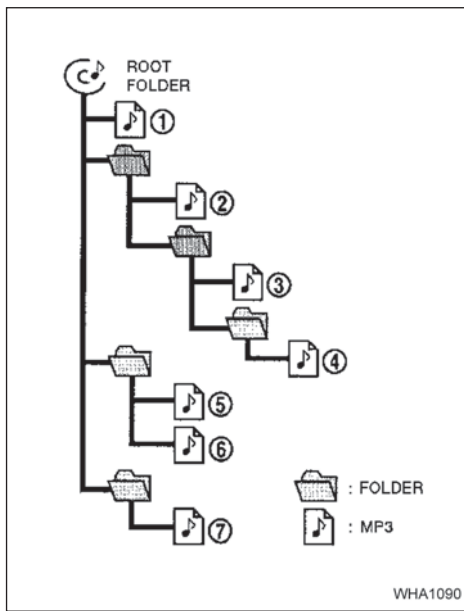 ROOT
FOLDER
①
②
③
④
⑤
⑥
⑦
: FOLDER
: MP3
WHA1090